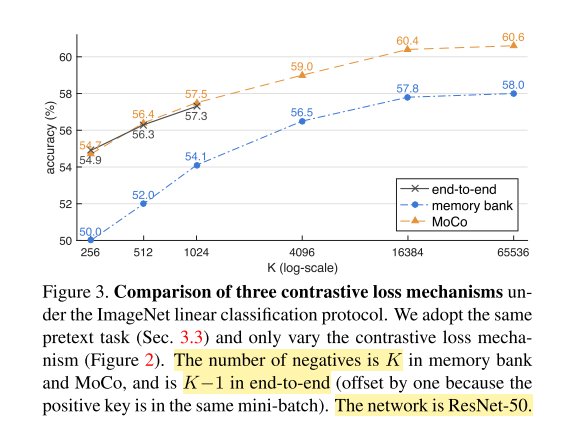 60.6
60.4
60
59.0
58.0
57.8
58
57.5
57.3
56.5
56.4
56.3
56
54.7
54.9
54.1
54
52.0
52
50.0
50
accuracy (%)
end-to-end
memory bank
MoCo
256 512 1024 4096 16384 65536
K (log-scale)
Figure 3. Comparison of three contrastive loss mechanisms un-
der the ImageNet linear classification protocol. We adopt the same
pretext task (Sec. 3.3) and only vary the contrastive loss mecha-
nism (Figure 2). The number of negatives is K in memory bank
and MoCo, and is K−1 in end-to-end (offset by one because the
positive key is in the same mini-batch). The network is ResNet-50.